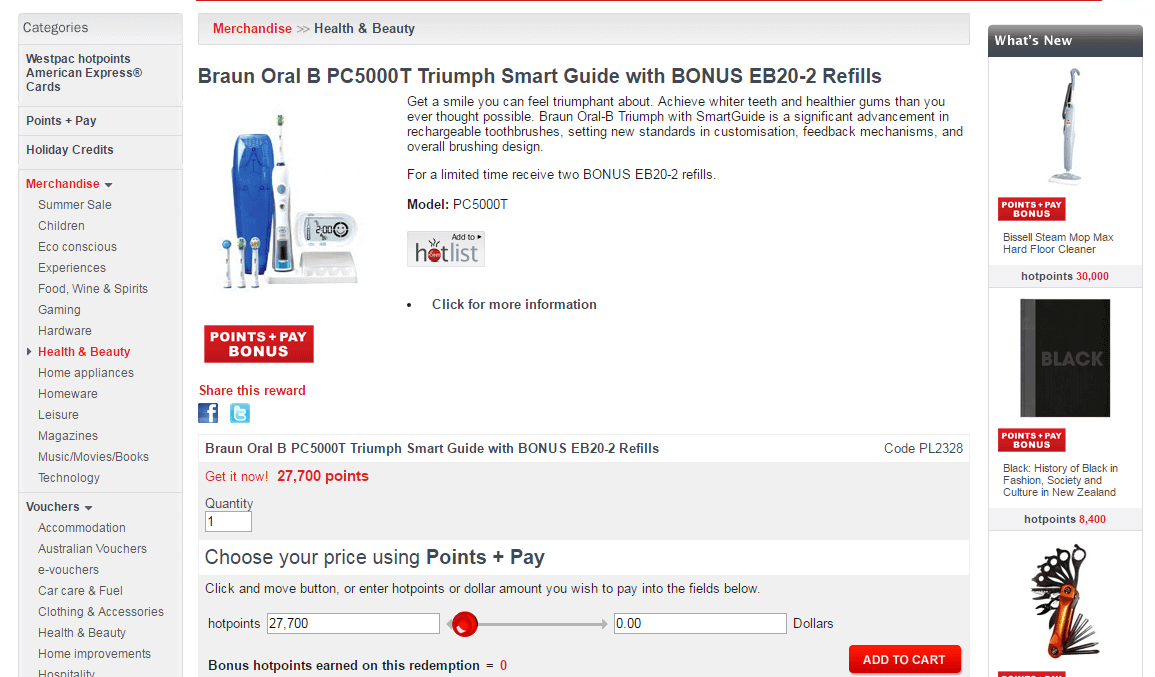 Categories
Westpac hotpoints
American Express®
Cards
Points + Pay
Holiday Credits
Merchandise
Summer Sale
Children
Eco conscious
Experiences
Food, Wine & Spirits
Gaming
Hardware
Health & Beauty
Home appliances
Homeware
Leisure
Magazines
Music/Movies/Books
Technology
Vouchers
Accommodation
Australian Vouchers
e-vouchers
Car care & Fuel
Clothing & Accessories
Health & Beauty
Home improvements
Hospitality
Merchandise >> Health & Beauty
Braun Oral B PC5000T Triumph Smart Guide with BONUS EB20-2 Refills
Get a smile you can feel triumphant about. Achieve whiter teeth and healthier gums than you
ever thought possible. Braun Oral-B Triumph with SmartGuide is a significant advancement in
rechargeable toothbrushes, setting new standards in customisation, feedback mechanisms, and
overall brushing design.
For a limited time receive two BONUS EB20-2 refills.
Model: PC5000T
Add to
hotlist
• Click for more information
2:00
POINTS + PAY
BONUS
Share this reward
Braun Oral B PC5000T Triumph Smart Guide with BONUS EB20-2 Refills Code PL2328
Get it now! 27,700 points
Quantity
1
Choose your price using Points + Pay
Click and move button, or enter hotpoints or dollar amount you wish to pay into the fields below.
hotpoints 27,700 0.00 Dollars
Bonus hotpoints earned on this redemption = 0
ADD TO CART
What's New
POINTS + PAY
BONUS
Bissell Steam Mop Max
Hard Floor Cleaner
hotpoints 30,000
BLACK
POINTS + PAY
BONUS
Black: History of Black in
Fashion, Society and
Culture in New Zealand
hotpoints 8,400
POINTS + PAY